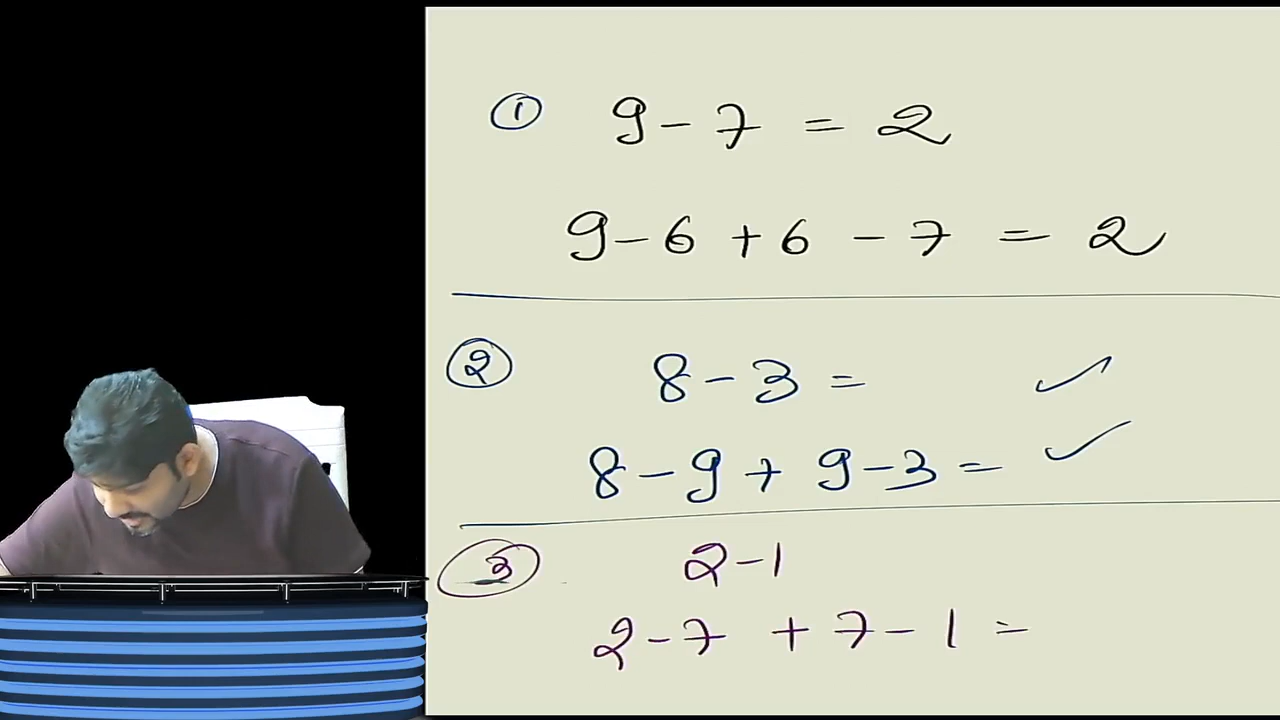 ① 9 - 7 = 2
9 - 6 + 6 - 7 = 2
② 8 - 3 = ✓
8 - 9 + 9 - 3 = ✓
③ 2 - 1
2 - 7 + 7 - 1 =